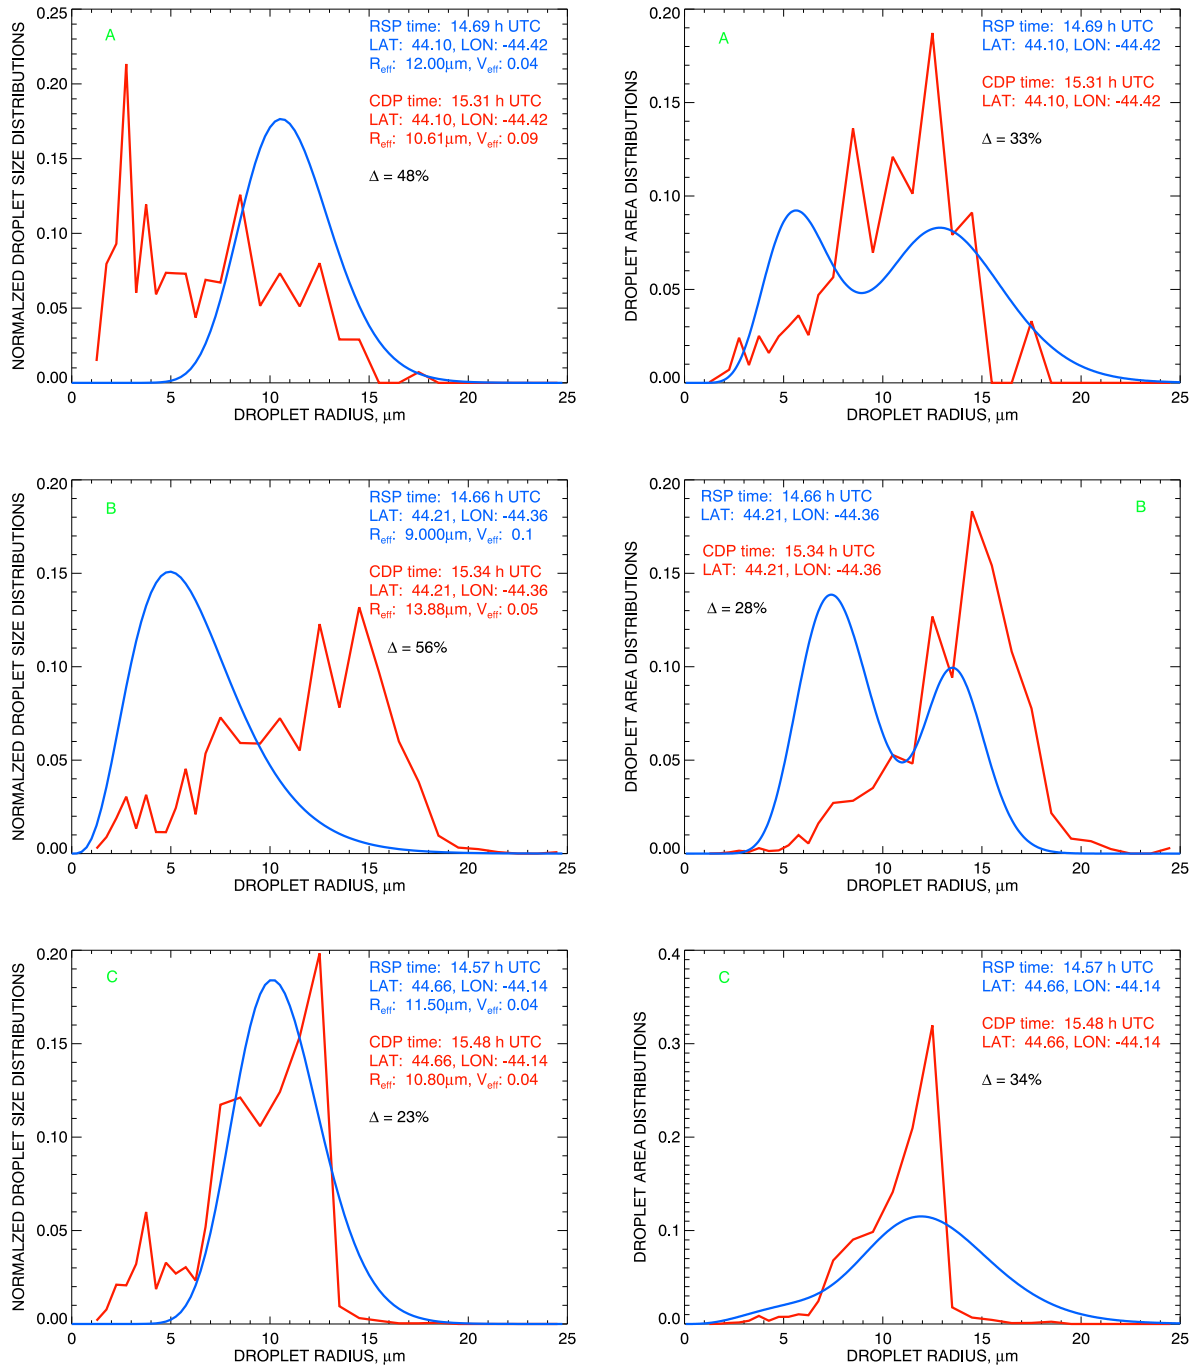 NORMALZED DROPLET SIZE DISTRIBUTIONS
0.25
0.20
0.15
0.10
0.05
0.00
A
RSP time: 14.69 h UTC
LAT: 44.10, LON: -44.42
Reff: 12.00μm, Veff: 0.04
CDP time: 15.31 h UTC
LAT: 44.10, LON: -44.42
Reff: 10.61μm, Veff: 0.09
Δ = 48%
0 5 10 15 20 25
DROPLET RADIUS, μm
DROPLET AREA DISTRIBUTIONS
0.20
0.15
0.10
0.05
0.00
A
RSP time: 14.69 h UTC
LAT: 44.10, LON: -44.42
CDP time: 15.31 h UTC
LAT: 44.10, LON: -44.42
Δ = 33%
0 5 10 15 20 25
DROPLET RADIUS, μm
NORMALZED DROPLET SIZE DISTRIBUTIONS
0.20
0.15
0.10
0.05
0.00
B
RSP time: 14.66 h UTC
LAT: 44.21, LON: -44.36
Reff: 9.000μm, Veff: 0.1
CDP time: 15.34 h UTC
LAT: 44.21, LON: -44.36
Reff: 13.88μm, Veff: 0.05
Δ = 56%
0 5 10 15 20 25
DROPLET RADIUS, μm
DROPLET AREA DISTRIBUTIONS
0.20
0.15
0.10
0.05
0.00
RSP time: 14.66 h UTC
LAT: 44.21, LON: -44.36
B
CDP time: 15.34 h UTC
LAT: 44.21, LON: -44.36
Δ = 28%
0 5 10 15 20 25
DROPLET RADIUS, μm
NORMALZED DROPLET SIZE DISTRIBUTIONS
0.20
0.15
0.10
0.05
0.00
C
RSP time: 14.57 h UTC
LAT: 44.66, LON: -44.14
Reff: 11.50μm, Veff: 0.04
CDP time: 15.48 h UTC
LAT: 44.66, LON: -44.14
Reff: 10.80μm, Veff: 0.04
Δ = 23%
0 5 10 15 20 25
DROPLET RADIUS, μm
DROPLET AREA DISTRIBUTIONS
0.4
0.3
0.2
0.1
0.0
C
RSP time: 14.57 h UTC
LAT: 44.66, LON: -44.14
CDP time: 15.48 h UTC
LAT: 44.66, LON: -44.14
Δ = 34%
0 5 10 15 20 25
DROPLET RADIUS, μm